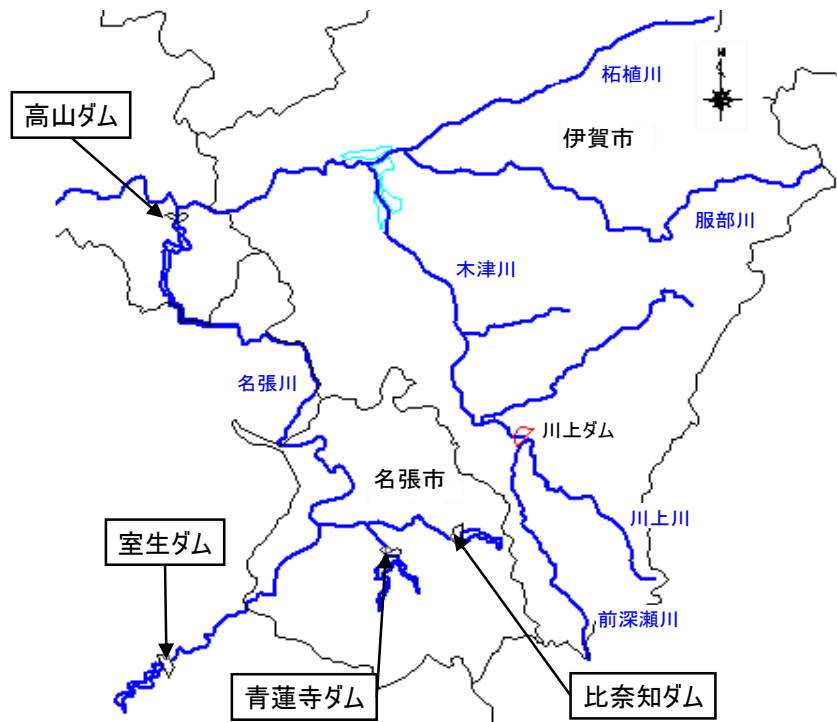 柘植川
N
高山ダム
伊賀市
服部川
木津川
名張川
川上ダム
名張市
川上川
室生ダム
前深瀬川
青蓮寺ダム
比奈知ダム